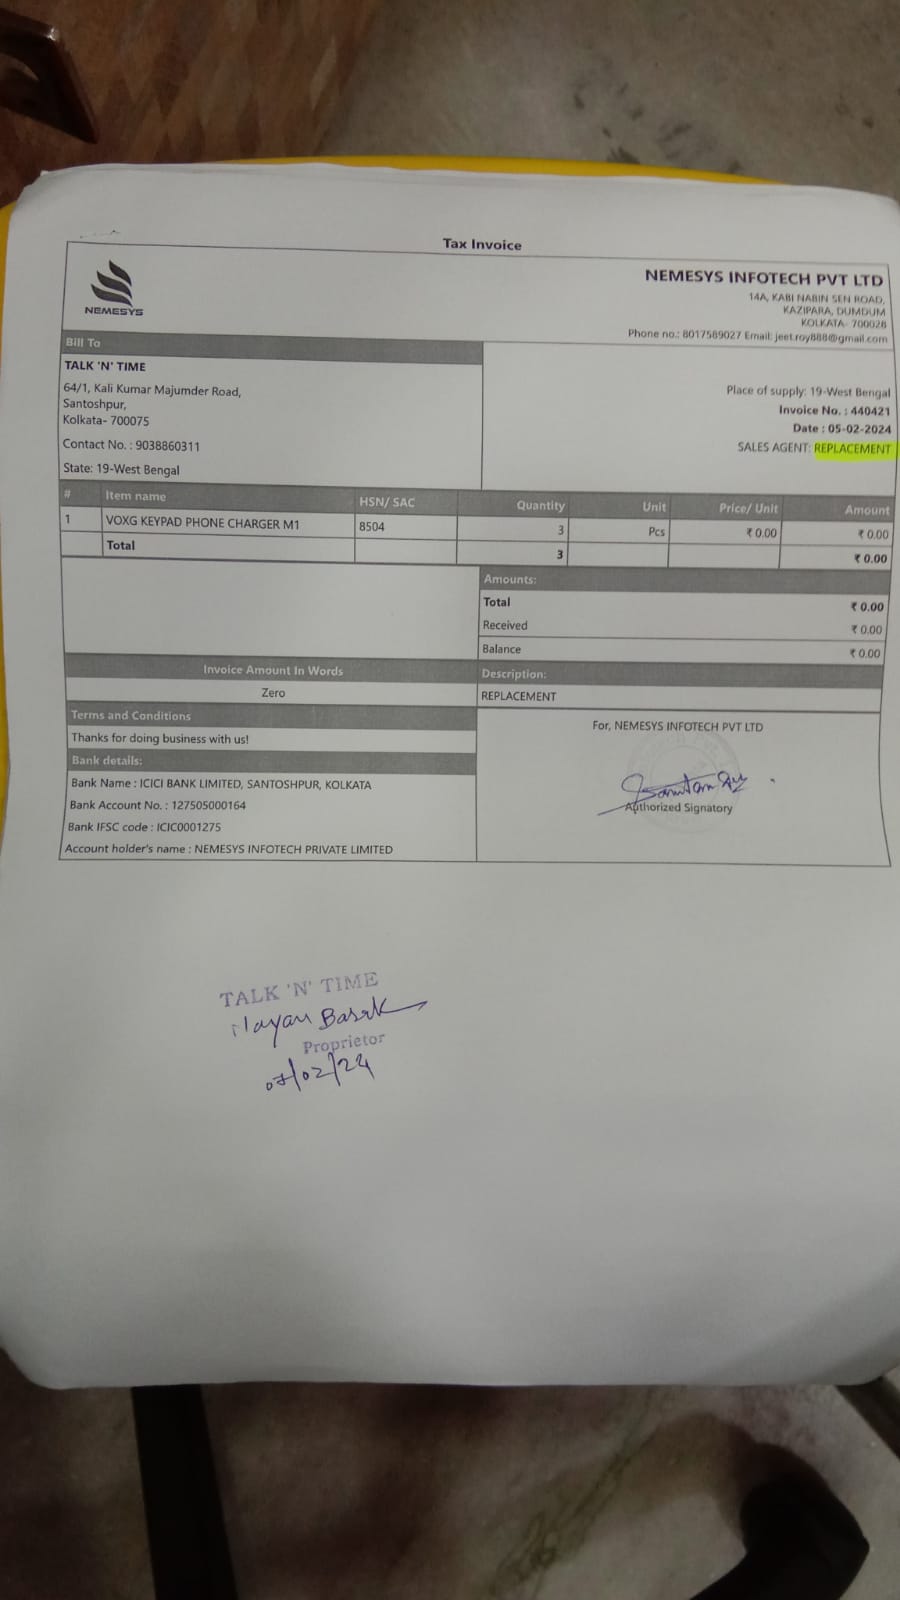 Tax Invoice
NEMESYS
NEMESYS INFOTECH PVT LTD
14A, KABI NABIN SEN ROAD,
KAZIPARA, DUMDUM
KOLKATA- 700028
Phone no.: 8017589027 Email: jeet.roy888@gmail.com
Bill To
TALK 'N' TIME
64/1, Kali Kumar Majumder Road,
Santoshpur,
Kolkata- 700075
Contact No. : 9038860311
State: 19-West Bengal
Place of supply: 19-West Bengal
Invoice No. : 440421
Date : 05-02-2024
SALES AGENT: REPLACEMENT
# Item name HSN/ SAC Quantity Unit Price/ Unit Amount
1 VOXG KEYPAD PHONE CHARGER M1 8504 3 Pcs ₹ 0.00 ₹ 0.00
Total 3 ₹ 0.00
Amounts:
Total ₹ 0.00
Received ₹ 0.00
Balance ₹ 0.00
Invoice Amount In Words
Zero
Description:
REPLACEMENT
Terms and Conditions
Thanks for doing business with us!
Bank details:
Bank Name : ICICI BANK LIMITED, SANTOSHPUR, KOLKATA
Bank Account No. : 127505000164
Bank IFSC code : ICIC0001275
Account holder's name : NEMESYS INFOTECH PRIVATE LIMITED
For, NEMESYS INFOTECH PVT LTD
Authorized Signatory
TALK 'N' TIME
Nayan Basak
Proprietor
07/02/24